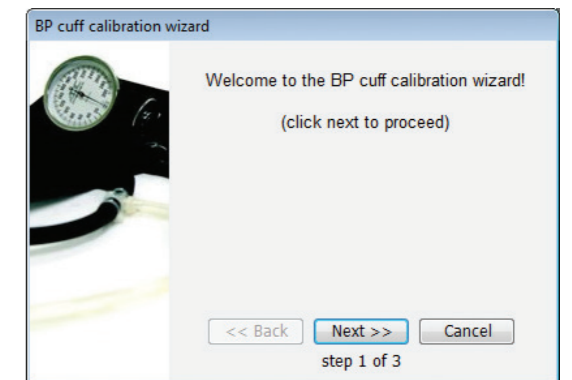 BP cuff calibration wizard
Welcome to the BP cuff calibration wizard!
(click next to proceed)
<< Back
Next >>
Cancel
step 1 of 3